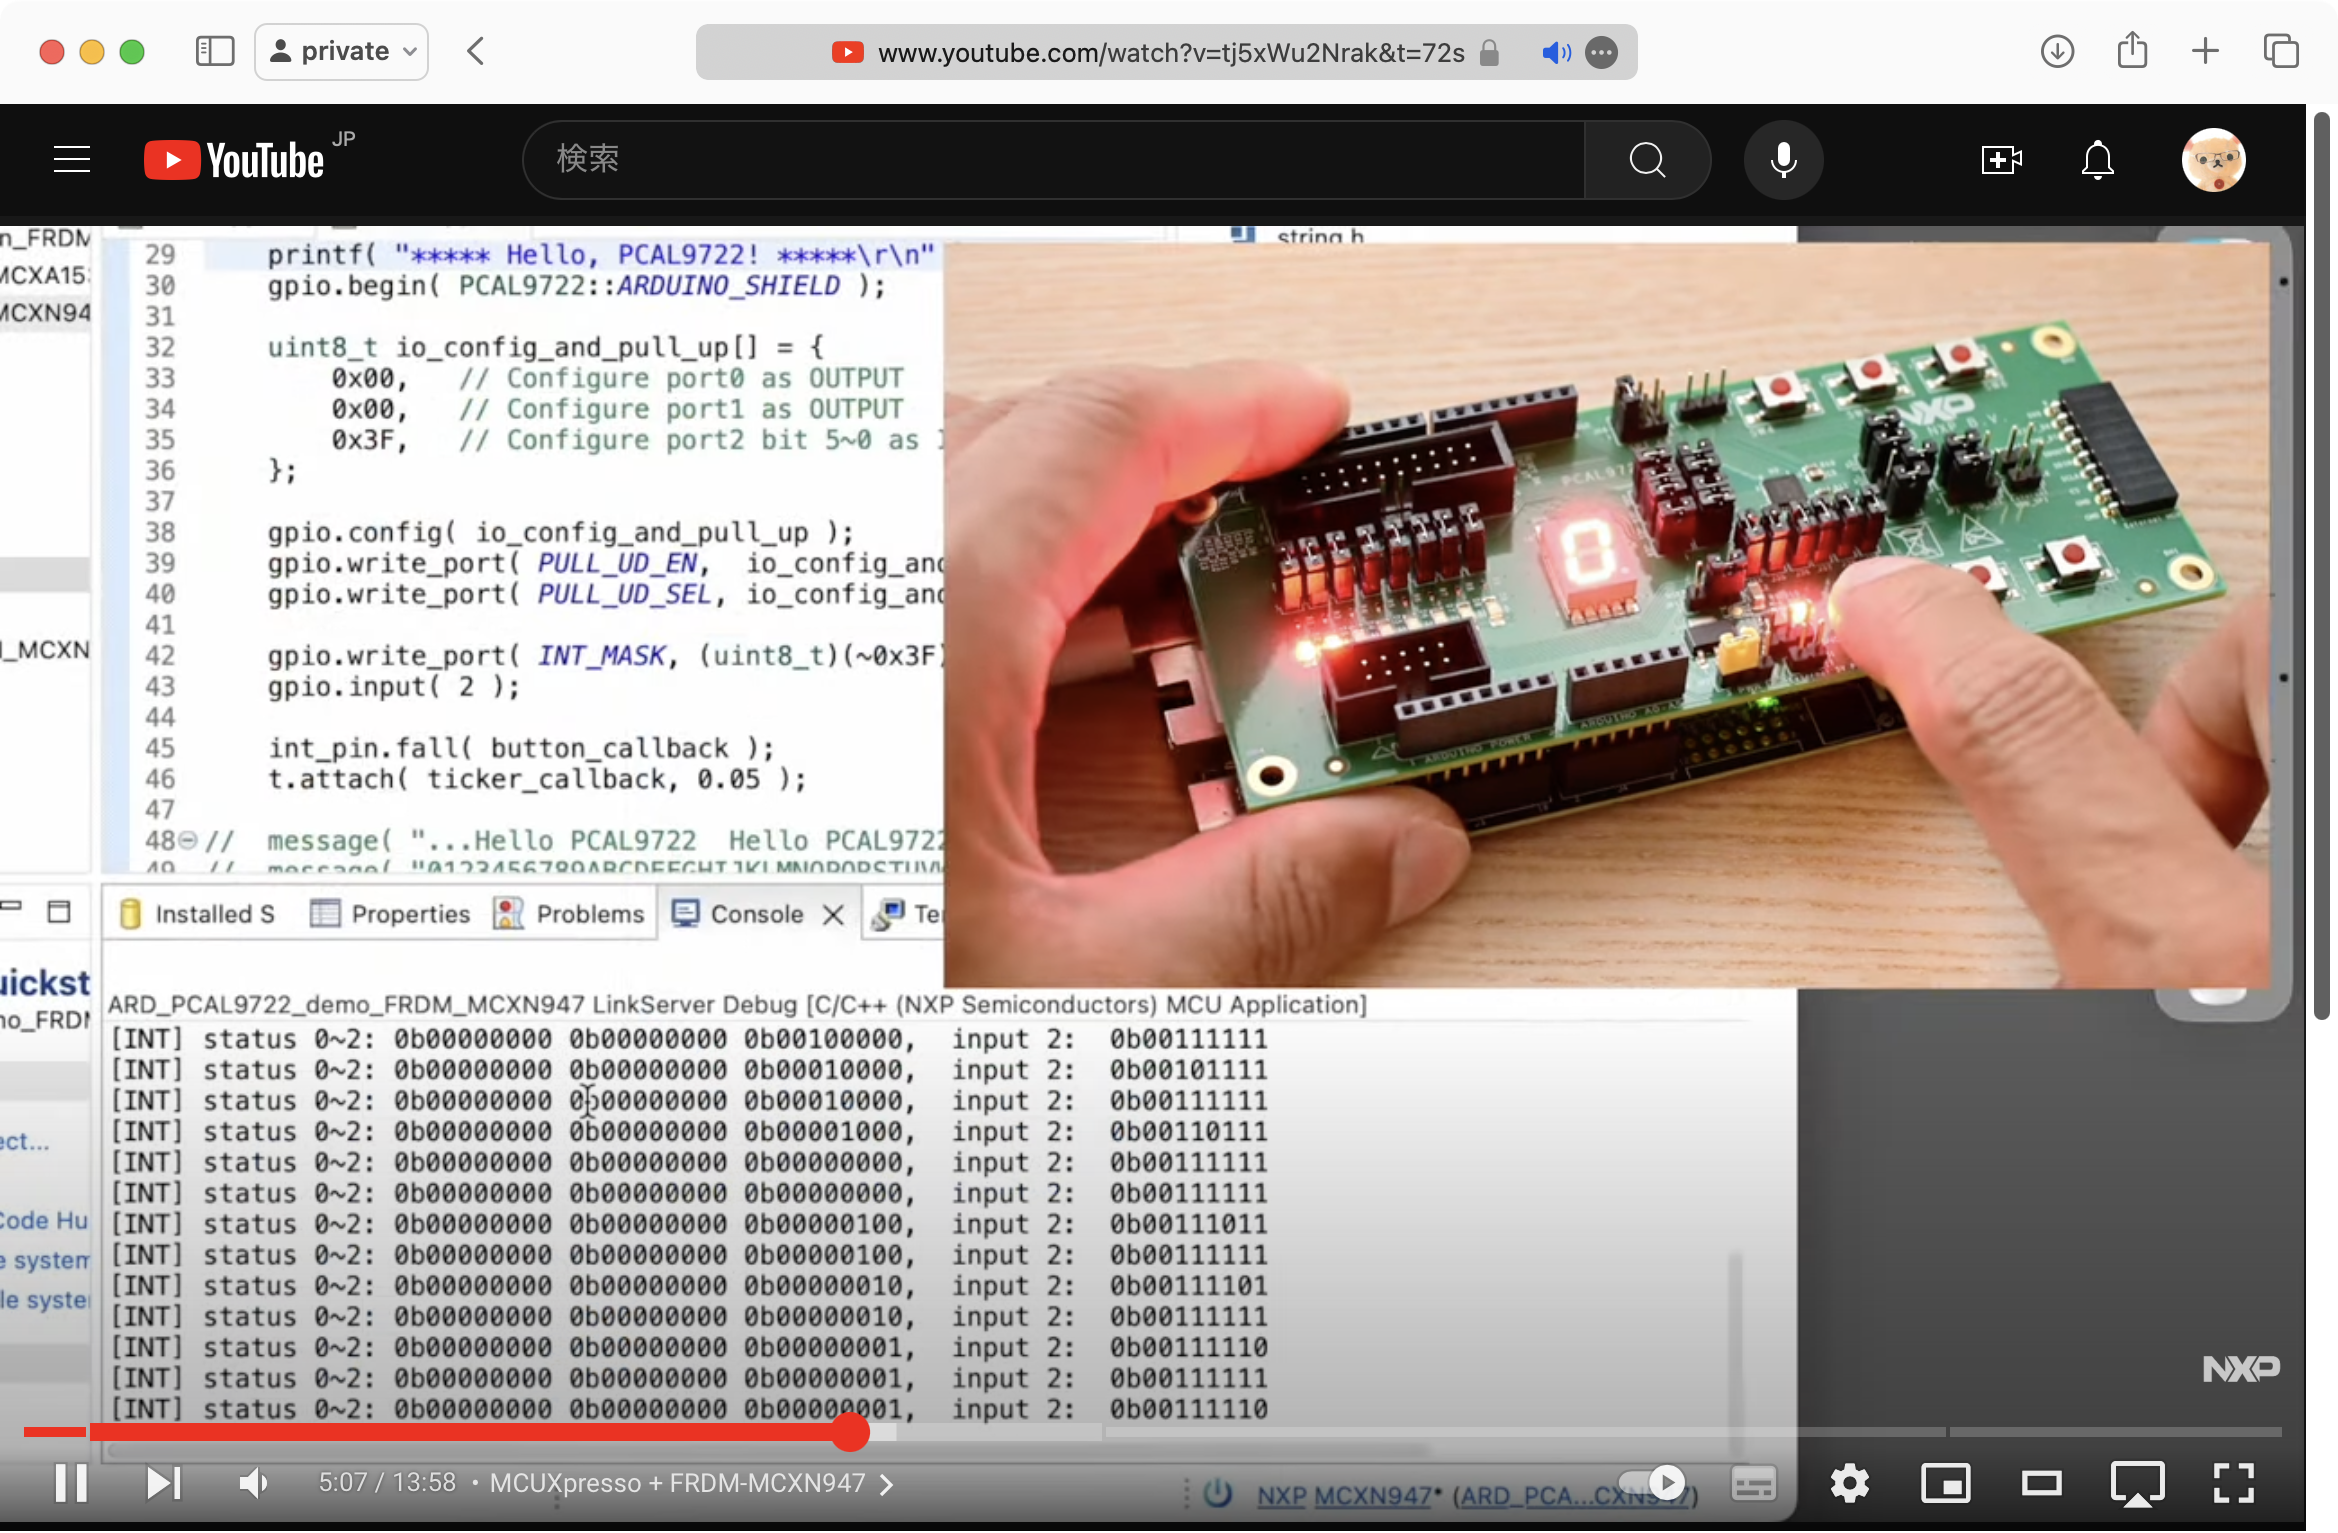 private
www.youtube.com/watch?v=tj5xWu2Nrak&t=72s
YouTube JP
検索
n_FRDM
MCXN94
_MCXN
string.h
29 printf( "***** Hello, PCAL9722! *****\r\n"
30 gpio.begin( PCAL9722::ARDUINO_SHIELD );
31
32 uint8_t io_config_and_pull_up[] = {
33 0x00, // Configure port0 as OUTPUT
34 0x00, // Configure port1 as OUTPUT
35 0x3F, // Configure port2 bit 5~0 as
36 };
37
38 gpio.config( io_config_and_pull_up );
39 gpio.write_port( PULL_UD_EN, io_config_and
40 gpio.write_port( PULL_UD_SEL, io_config_and
41
42 gpio.write_port( INT_MASK, (uint8_t)(~0x3F)
43 gpio.input( 2 );
44
45 int_pin.fall( button_callback );
46 t.attach( ticker_callback, 0.05 );
47
48 // message( "...Hello PCAL9722 Hello PCAL9722
49 // message( "0123456789ABCDEFGHIJKLMNOPQRSTUVW
NXP
ARDUINO POWER
Installed S Properties Problems Console Te
uickst
mo_FRD
ect...
Code Hu
e system
le syste
ARD_PCAL9722_demo_FRDM_MCXN947 LinkServer Debug [C/C++ (NXP Semiconductors) MCU Application]
[INT] status 0~2: 0b00000000 0b00000000 0b00100000, input 2: 0b00111111
[INT] status 0~2: 0b00000000 0b00000000 0b00010000, input 2: 0b00101111
[INT] status 0~2: 0b00000000 0b00000000 0b00010000, input 2: 0b00111111
[INT] status 0~2: 0b00000000 0b00000000 0b00001000, input 2: 0b00110111
[INT] status 0~2: 0b00000000 0b00000000 0b00000000, input 2: 0b00111111
[INT] status 0~2: 0b00000000 0b00000000 0b00000000, input 2: 0b00111111
[INT] status 0~2: 0b00000000 0b00000000 0b00000100, input 2: 0b00111011
[INT] status 0~2: 0b00000000 0b00000000 0b00000100, input 2: 0b00111111
[INT] status 0~2: 0b00000000 0b00000000 0b00000010, input 2: 0b00111101
[INT] status 0~2: 0b00000000 0b00000000 0b00000010, input 2: 0b00111111
[INT] status 0~2: 0b00000000 0b00000000 0b00000001, input 2: 0b00111110
[INT] status 0~2: 0b00000000 0b00000000 0b00000001, input 2: 0b00111111
[INT] status 0~2: 0b00000000 0b00000000 0b00000001, input 2: 0b00111110
NXP
5:07 / 13:58 • MCUXpresso + FRDM-MCXN947
NXP MCXN947* (ARD_PCA...CXN947)